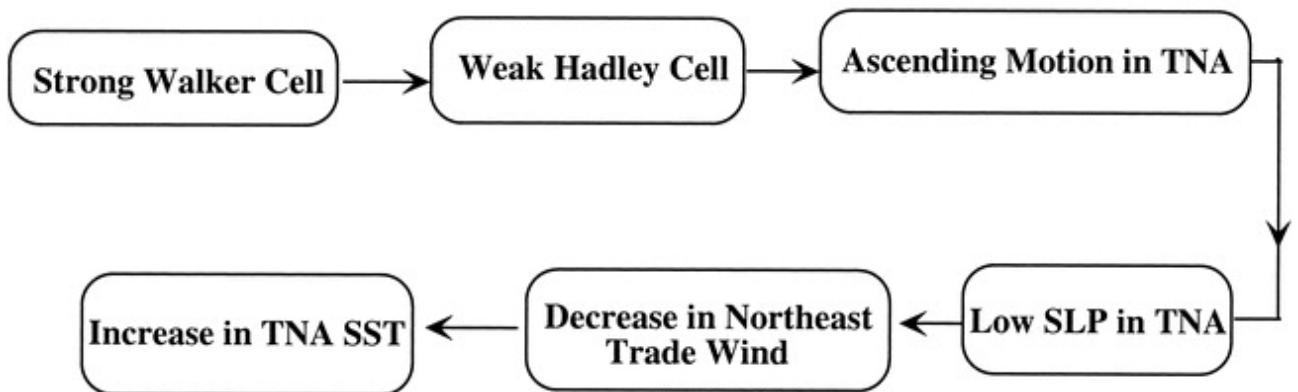 Strong Walker Cell
Weak Hadley Cell
Ascending Motion in TNA
Low SLP in TNA
Decrease in Northeast
Trade Wind
Increase in TNA SST